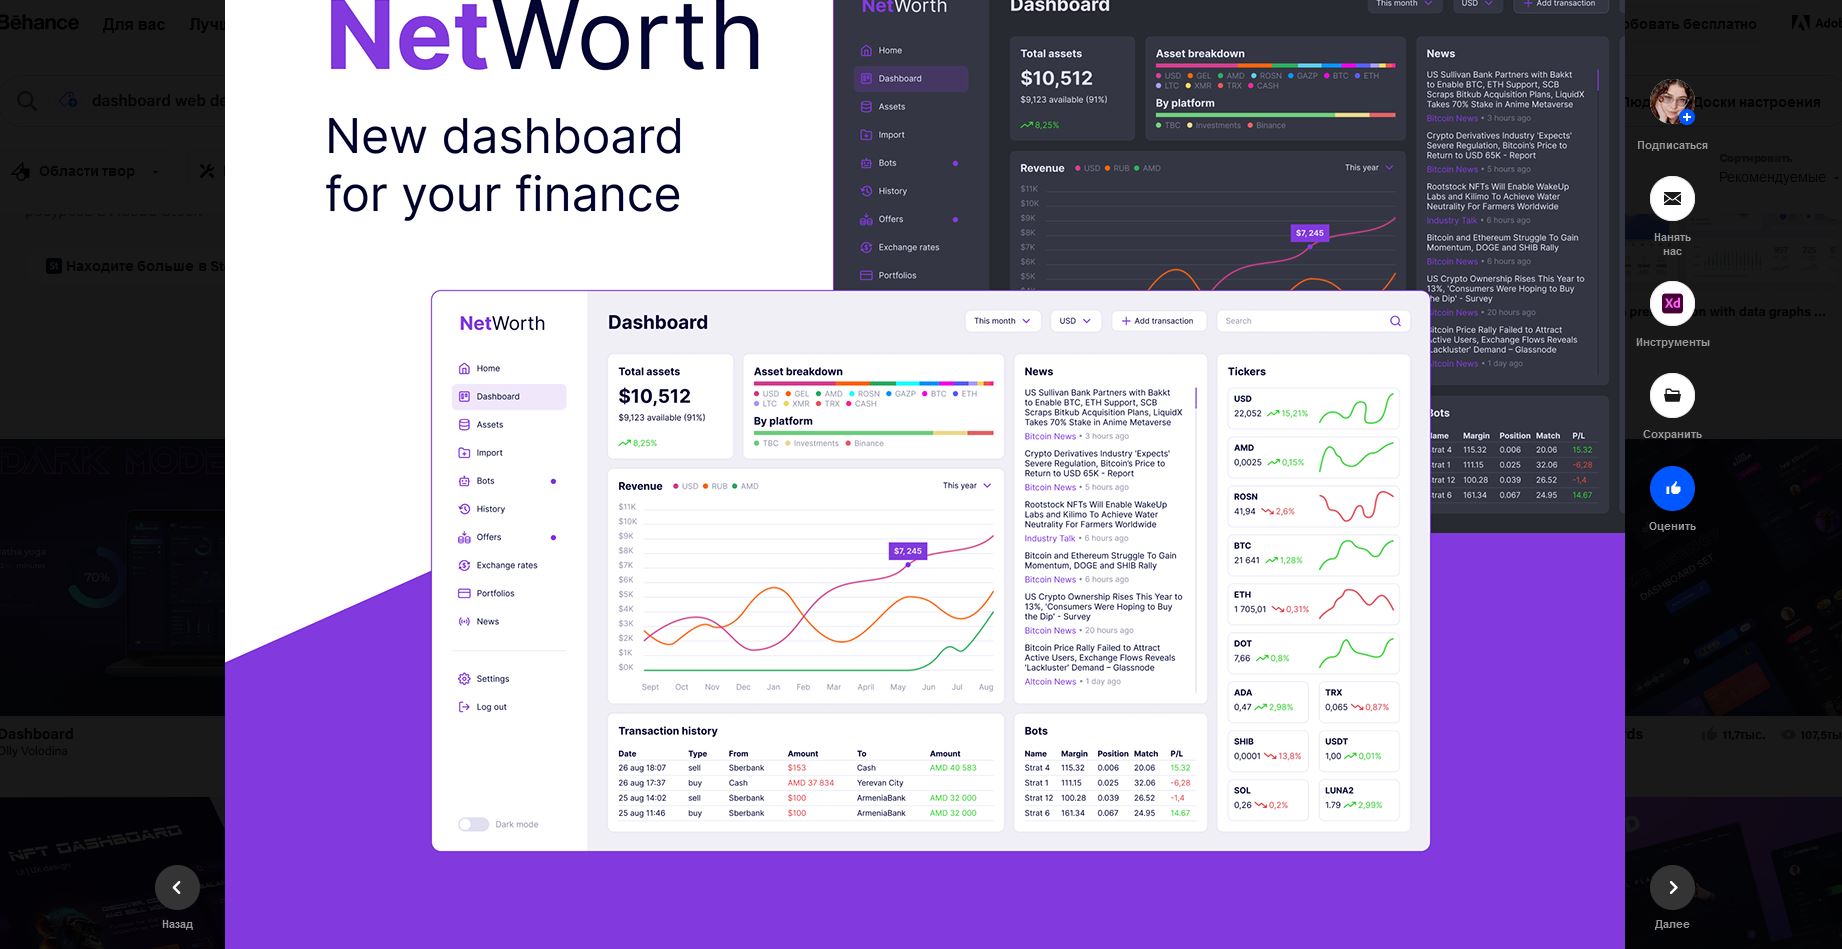 Bēhance
Для вас
dashboard web de
Области твор
Находите больше в St
Dashboard
Olly Volodina
70%
NFT DASHBOARD
Назад
NetWorth
New dashboard
for your finance
NetWorth
Home
Dashboard
Assets
Import
Bots
History
Offers
Exchange rates
Portfolios
Dashboard
This month
USD
Add transaction
Total assets
$10,512
$9,123 available (91%)
8,25%
Asset breakdown
USD GEL AMD ROSN GAZP BTC ETH
LTC XMR TRX CASH
By platform
TBC Investments Binance
Revenue USD RUB AMD
This year
$11K
$10K
$9K
$8K
$7K
$6K
$5K
$4K
$7, 245
News
US Sullivan Bank Partners with Bakkt
to Enable BTC, ETH Support, SCB
Scraps Bitkub Acquisition Plans, LiquidX
Takes 70% Stake in Anime Metaverse
Bitcoin News • 3 hours ago
Crypto Derivatives Industry 'Expects'
Severe Regulation, Bitcoin's Price to
Return to USD 65K - Report
Bitcoin News • 5 hours ago
Rootstock NFTs Will Enable WakeUp
Labs and Kilimo To Achieve Water
Neutrality For Farmers Worldwide
Industry Talk • 6 hours ago
Bitcoin and Ethereum Struggle To Gain
Momentum, DOGE and SHIB Rally
Bitcoin News • 6 hours ago
US Crypto Ownership Rises This Year to
13%, 'Consumers Were Hoping to Buy
the Dip' - Survey
Bitcoin News • 20 hours ago
Bitcoin Price Rally Failed to Attract
Active Users, Exchange Flows Reveals
'Lackluster' Demand – Glassnode
Altcoin News • 1 day ago
Bots
Name Margin Position Match P/L
Strat 4 115.32 0.006 20.06 15.32
Strat 1 111.15 0.025 32.06 -6,28
Strat 12 100.28 0.039 26.52 -1,4
Strat 6 161.34 0.067 24.95 14.67
NetWorth
Home
Dashboard
Assets
Import
Bots
History
Offers
Exchange rates
Portfolios
News
Settings
Log out
Dark mode
Dashboard
This month
USD
Add transaction
Search
Total assets
$10,512
$9,123 available (91%)
8,25%
Asset breakdown
USD GEL AMD ROSN GAZP BTC ETH
LTC XMR TRX CASH
By platform
TBC Investments Binance
Revenue USD RUB AMD
This year
$11K
$10K
$9K
$8K
$7K
$6K
$5K
$4K
$3K
$2K
$1K
$0K
$7, 245
Sept Oct Nov Dec Jan Feb Mar April May Jun Jul Aug
Transaction history
Date Type From Amount To Amount
26 aug 18:07 sell Sberbank $153 Cash AMD 40 583
26 aug 17:37 buy Cash AMD 37 834 Yerevan City
25 aug 14:02 sell Sberbank $100 ArmeniaBank AMD 32 000
25 aug 11:46 buy Sberbank $100 ArmeniaBank AMD 32 000
News
US Sullivan Bank Partners with Bakkt
to Enable BTC, ETH Support, SCB
Scraps Bitkub Acquisition Plans, LiquidX
Takes 70% Stake in Anime Metaverse
Bitcoin News • 3 hours ago
Crypto Derivatives Industry 'Expects'
Severe Regulation, Bitcoin's Price to
Return to USD 65K - Report
Bitcoin News • 5 hours ago
Rootstock NFTs Will Enable WakeUp
Labs and Kilimo To Achieve Water
Neutrality For Farmers Worldwide
Industry Talk • 6 hours ago
Bitcoin and Ethereum Struggle To Gain
Momentum, DOGE and SHIB Rally
Bitcoin News • 6 hours ago
US Crypto Ownership Rises This Year to
13%, 'Consumers Were Hoping to Buy
the Dip' - Survey
Bitcoin News • 20 hours ago
Bitcoin Price Rally Failed to Attract
Active Users, Exchange Flows Reveals
'Lackluster' Demand – Glassnode
Altcoin News • 1 day ago
Bots
Name Margin Position Match P/L
Strat 4 115.32 0.006 20.06 15.32
Strat 1 111.15 0.025 32.06 -6,28
Strat 12 100.28 0.039 26.52 -1,4
Strat 6 161.34 0.067 24.95 14.67
Tickers
USD
22,052 15,21%
AMD
0,0025 0,15%
ROSN
41,94 2,6%
BTC
21 641 1,28%
ETH
1 705,01 0,31%
DOT
7,66 0,8%
ADA
0,47 2,98%
TRX
0,065 0,87%
SHIB
0,0001 13,8%
USDT
1,00 0,01%
SOL
0,26 0,2%
LUNA2
1.79 2,99%
Доски настроения
Сортировать
Рекомендуемые
Подписаться
Нанять
нас
Xd
Инструменты
Сохранить
Оценить
with data graphs ...
DASHBOARD SET
11,7тыс.
Далее